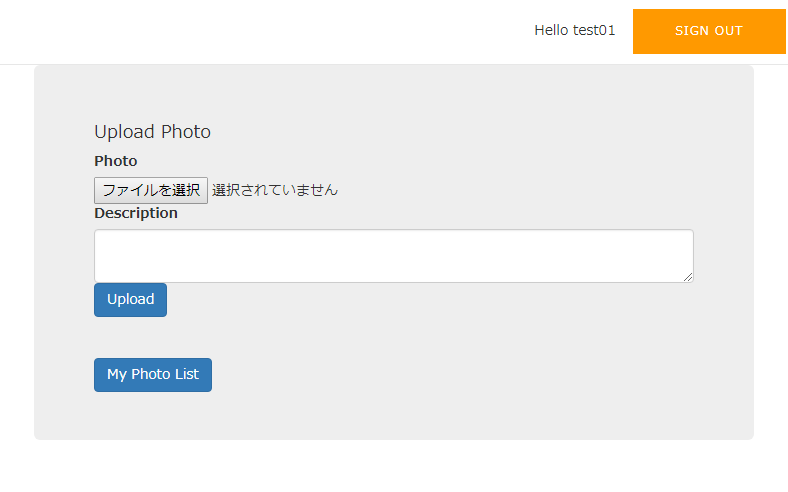 Hello test01 SIGN OUT
Upload Photo
Photo
ファイルを選択 選択されていません
Description
Upload
My Photo List